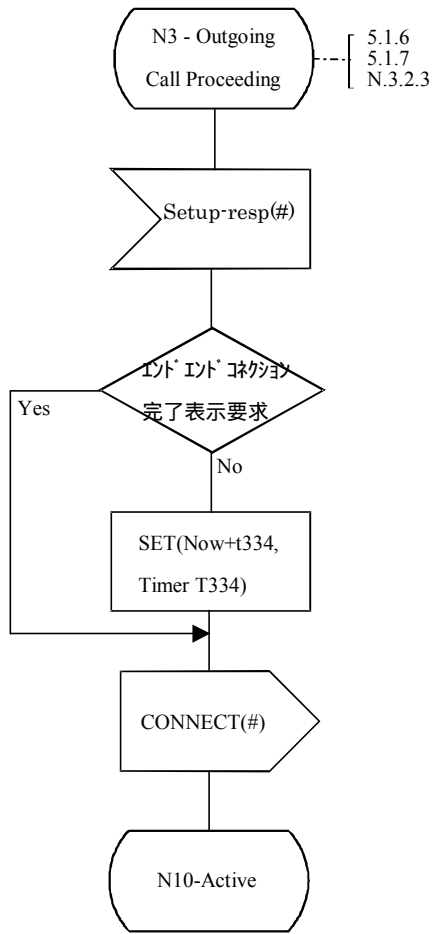 N3 - Outgoing
Call Proceeding
5.1.6
5.1.7
N.3.2.3
Setup-resp(#)
ｴﾝﾄﾞｴﾝﾄﾞｺﾈｸｼｮﾝ
完了表示要求
Yes
No
SET(Now+t334,
Timer T334)
CONNECT(#)
N10-Active